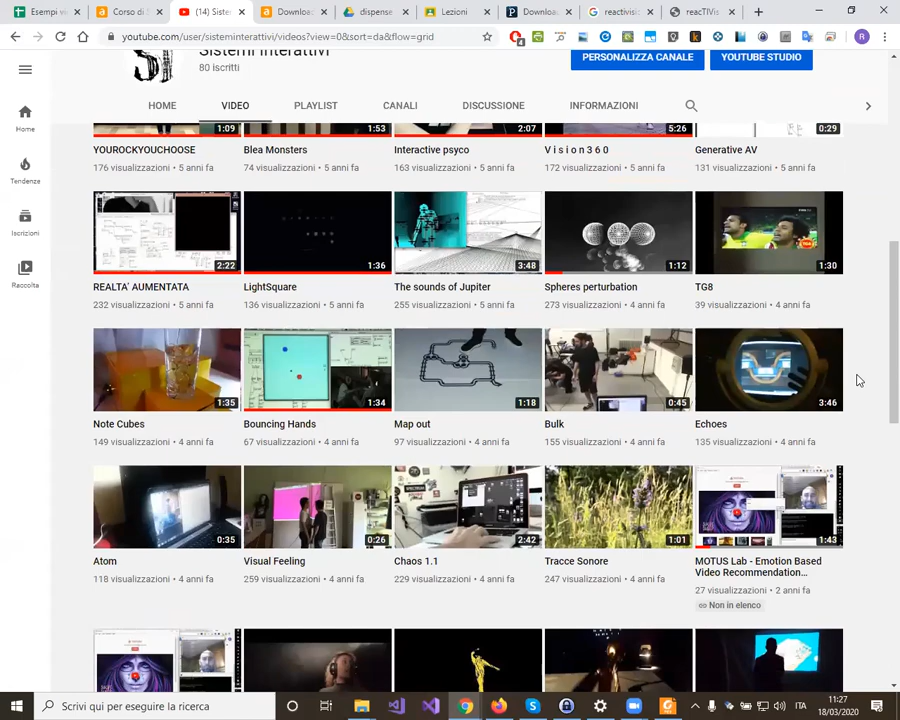 Esempi vi
Corso di S
(14) Siste
Downloa
dispense
Lezioni
Downloa
reactivisi
reacTIVis
youtube.com/user/sisteminterattivi/videos?view=0&sort=da&flow=grid
4
R
Sistemi Interattivi
80 iscritti
PERSONALIZZA CANALE
YOUTUBE STUDIO
HOME
VIDEO
PLAYLIST
CANALI
DISCUSSIONE
INFORMAZIONI
Home
Tendenze
Iscrizioni
Raccolta
1:09
1:53
2:07
5:26
0:29
YOUROCKYOUCHOOSE
Blea Monsters
Interactive psyco
V i s i o n 3 6 0
Generative AV
176 visualizzazioni • 5 anni fa
74 visualizzazioni • 5 anni fa
163 visualizzazioni • 5 anni fa
172 visualizzazioni • 5 anni fa
131 visualizzazioni • 5 anni fa
2:22
1:36
3:48
1:12
1:30
REALTA' AUMENTATA
LightSquare
The sounds of Jupiter
Spheres perturbation
TG8
232 visualizzazioni • 5 anni fa
136 visualizzazioni • 5 anni fa
255 visualizzazioni • 5 anni fa
273 visualizzazioni • 4 anni fa
39 visualizzazioni • 4 anni fa
1:35
1:34
1:18
0:45
3:46
Note Cubes
Bouncing Hands
Map out
Bulk
Echoes
149 visualizzazioni • 4 anni fa
67 visualizzazioni • 4 anni fa
97 visualizzazioni • 4 anni fa
155 visualizzazioni • 4 anni fa
135 visualizzazioni • 4 anni fa
0:35
0:26
2:42
1:01
1:43
Atom
Visual Feeling
Chaos 1.1
Tracce Sonore
MOTUS Lab - Emotion Based
Video Recommendation...
118 visualizzazioni • 4 anni fa
259 visualizzazioni • 4 anni fa
229 visualizzazioni • 4 anni fa
247 visualizzazioni • 4 anni fa
27 visualizzazioni • 2 anni fa
Non in elenco
Scrivi qui per eseguire la ricerca
ITA
11:27
18/03/2020